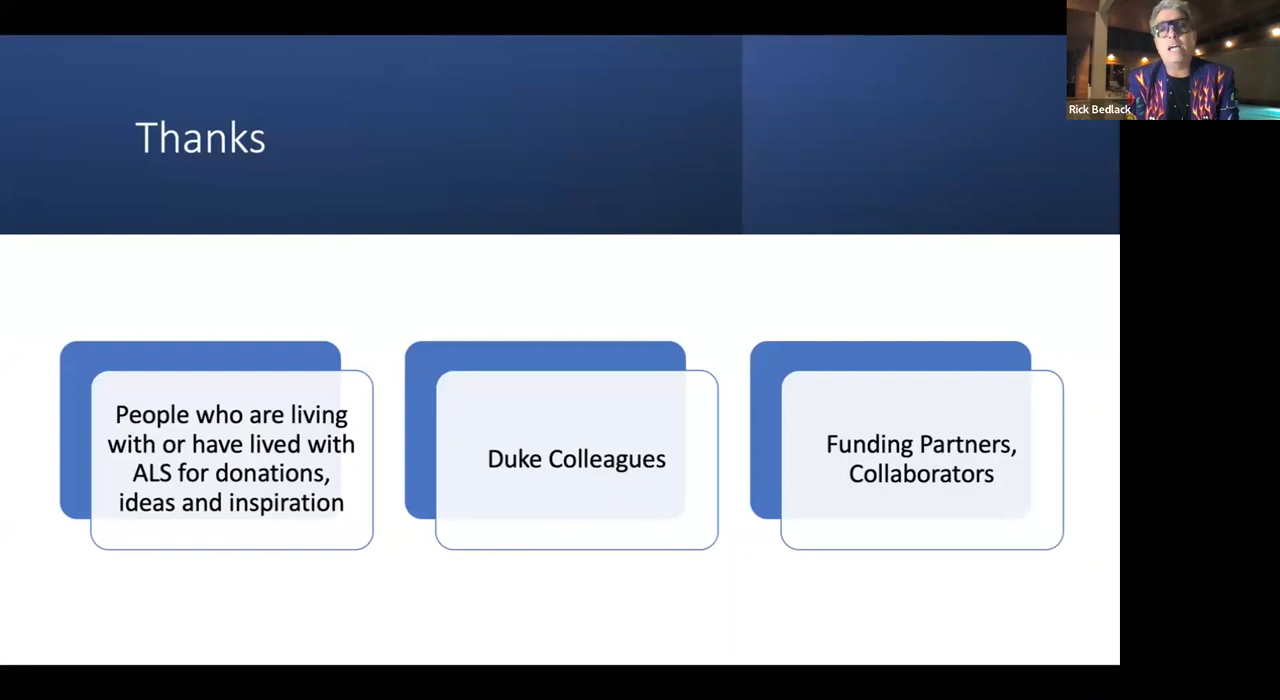 Rick Bedlack
Thanks
People who are living
with or have lived with
ALS for donations,
ideas and inspiration
Duke Colleagues
Funding Partners,
Collaborators